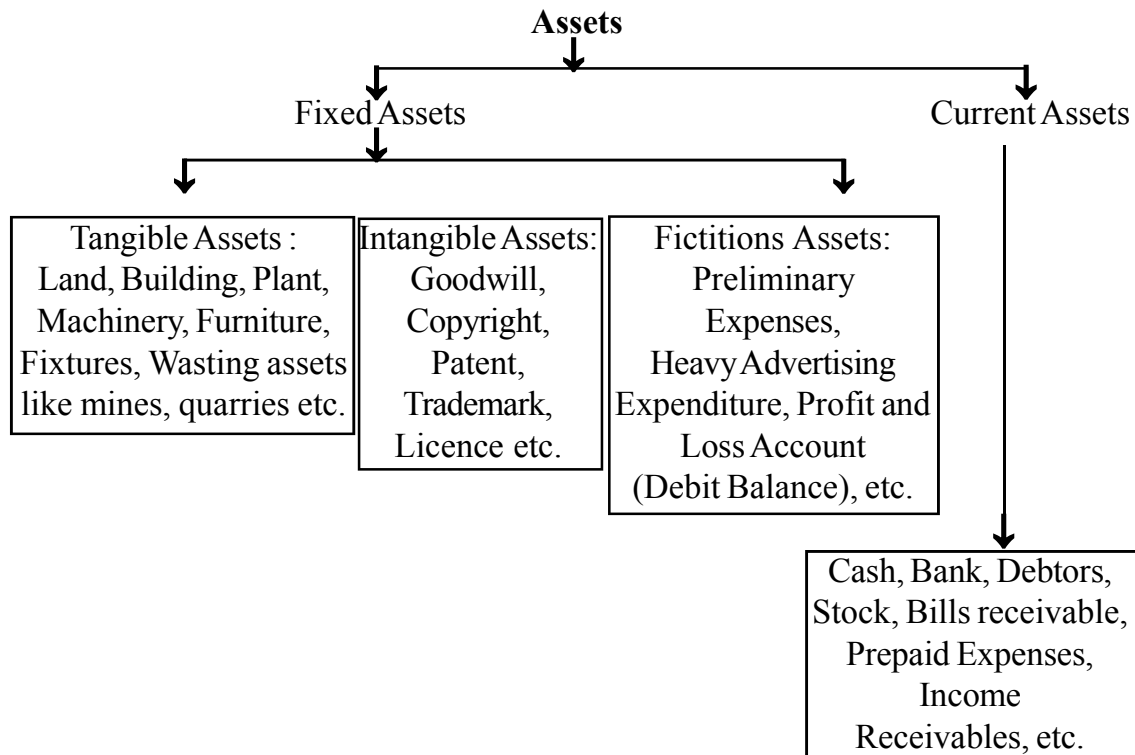 Assets
Fixed Assets
Current Assets
Tangible Assets :
Land, Building, Plant,
Machinery, Furniture,
Fixtures, Wasting assets
like mines, quarries etc.
Intangible Assets:
Goodwill,
Copyright,
Patent,
Trademark,
Licence etc.
Fictitions Assets:
Preliminary
Expenses,
Heavy Advertising
Expenditure, Profit and
Loss Account
(Debit Balance), etc.
Cash, Bank, Debtors,
Stock, Bills receivable,
Prepaid Expenses,
Income
Receivables, etc.